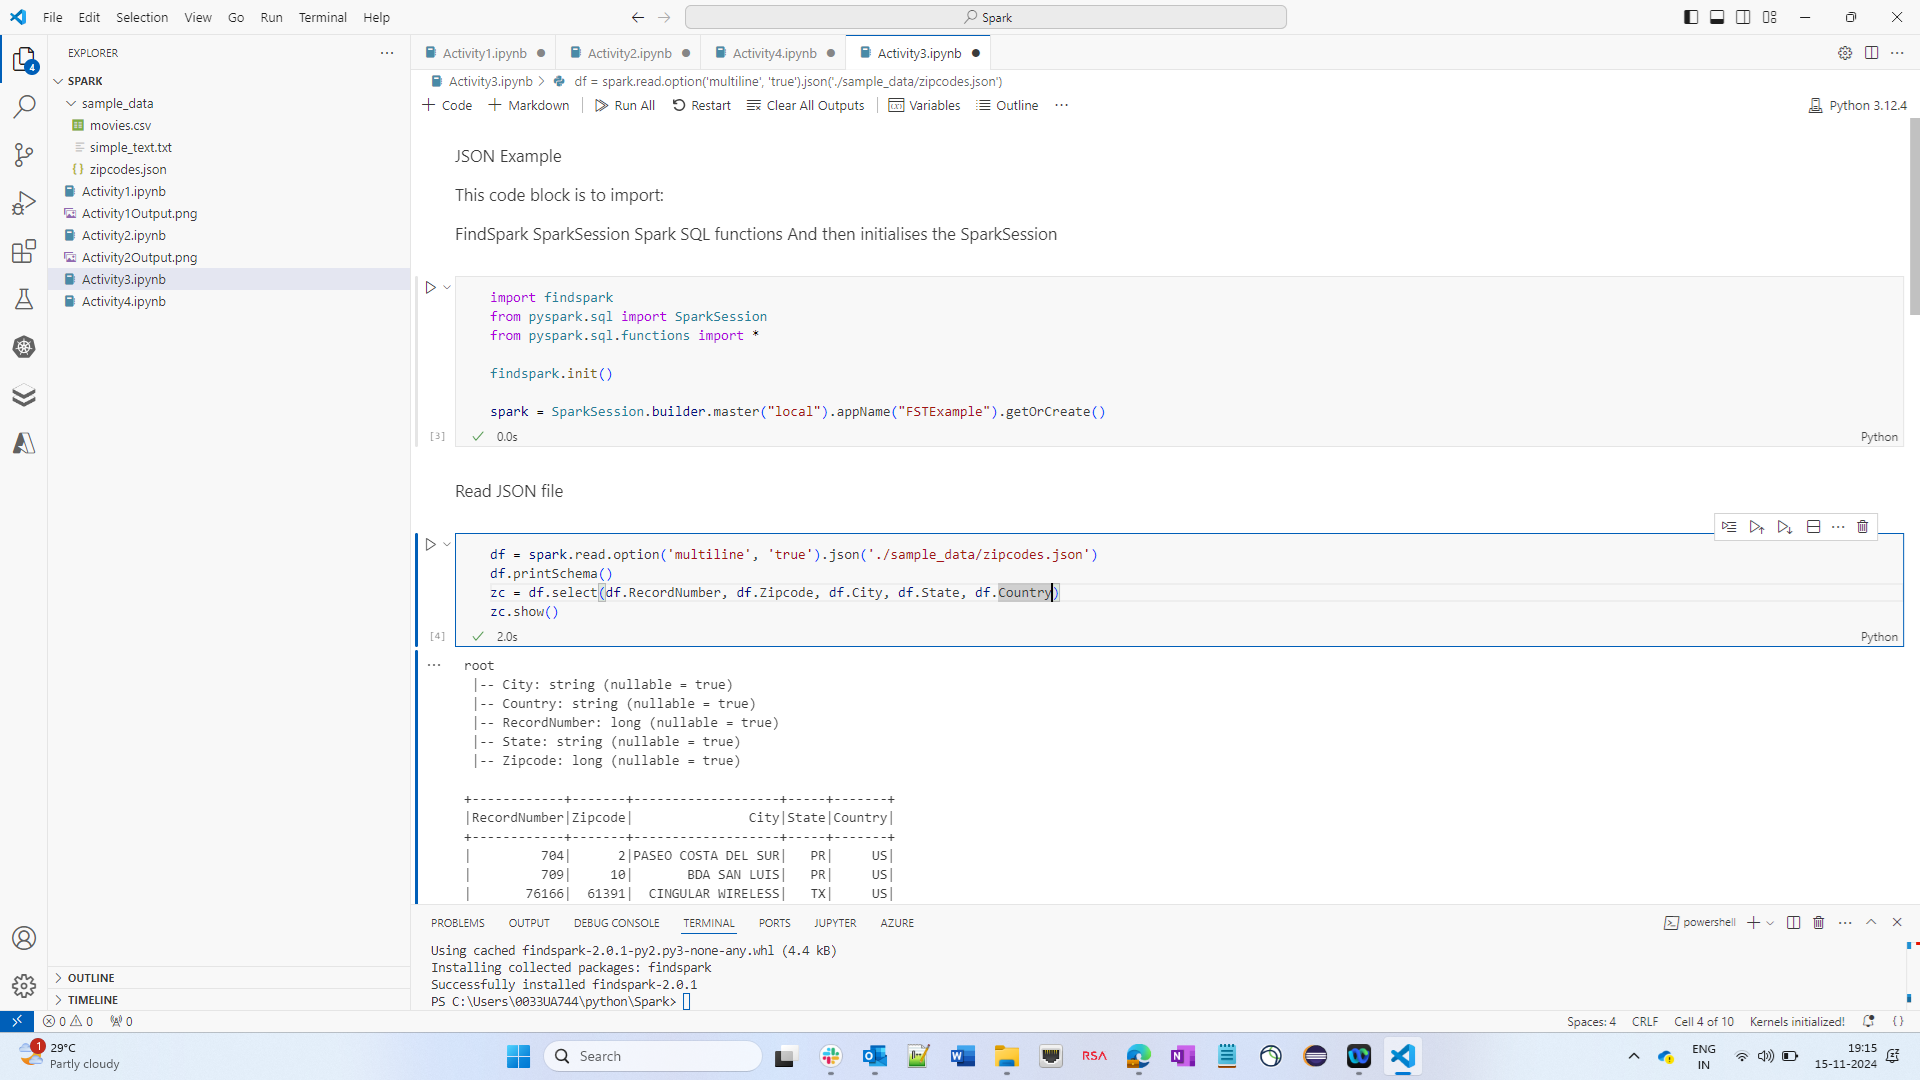 File Edit Selection View Go Run Terminal Help
Spark
EXPLORER
SPARK
sample_data
movies.csv
simple_text.txt
zipcodes.json
Activity1.ipynb
Activity1Output.png
Activity2.ipynb
Activity2Output.png
Activity3.ipynb
Activity4.ipynb
OUTLINE
TIMELINE
4
Activity1.ipynb Activity2.ipynb Activity4.ipynb Activity3.ipynb
Activity3.ipynb > df = spark.read.option('multiline', 'true').json('./sample_data/zipcodes.json')
Code Markdown Run All Restart Clear All Outputs Variables Outline Python 3.12.4
JSON Example
This code block is to import:
FindSpark SparkSession Spark SQL functions And then initialises the SparkSession
import findspark
from pyspark.sql import SparkSession
from pyspark.sql.functions import *
findspark.init()
spark = SparkSession.builder.master("local").appName("FSTExample").getOrCreate()
[3] 0.0s Python
Read JSON file
df = spark.read.option('multiline', 'true').json('./sample_data/zipcodes.json')
df.printSchema()
zc = df.select(df.RecordNumber, df.Zipcode, df.City, df.State, df.Country)
zc.show()
[4] 2.0s Python
root
|-- City: string (nullable = true)
|-- Country: string (nullable = true)
|-- RecordNumber: long (nullable = true)
|-- State: string (nullable = true)
|-- Zipcode: long (nullable = true)
+------------+-------+-------------------+-----+-------+
|RecordNumber|Zipcode|               City|State|Country|
+------------+-------+-------------------+-----+-------+
|         704|      2|PASEO COSTA DEL SUR|   PR|     US|
|         709|     10|       BDA SAN LUIS|   PR|     US|
|       76166|  61391|  CINGULAR WIRELESS|   TX|     US|
PROBLEMS OUTPUT DEBUG CONSOLE TERMINAL PORTS JUPYTER AZURE powershell
Using cached findspark-2.0.1-py2.py3-none-any.whl (4.4 kB)
Installing collected packages: findspark
Successfully installed findspark-2.0.1
PS C:\Users\0033UA744\python\Spark>
0 0 0 Spaces: 4 CRLF Cell 4 of 10 Kernels initialized!
1
29°C
Partly cloudy
Search
RSA
ENG
IN
19:15
15-11-2024